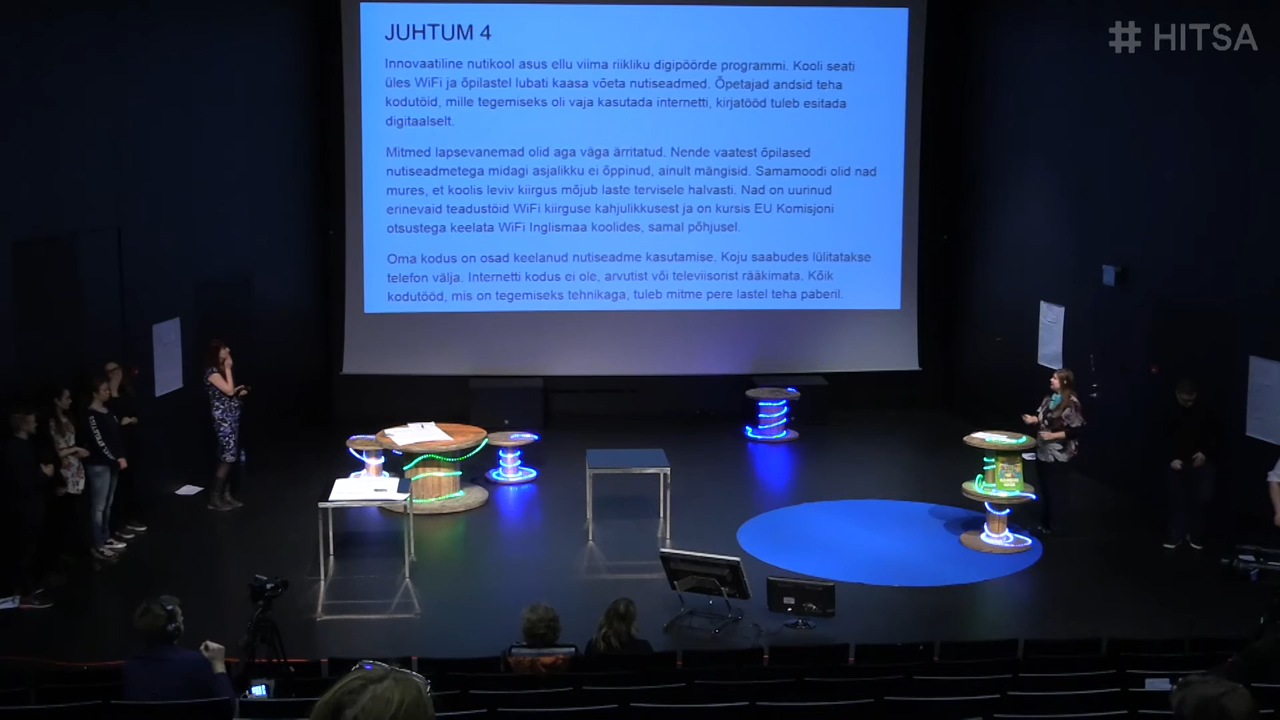 # HITSA
JUHTUM 4
Innovaatiline nutikool asus ellu viima riikliku digipöörde programmi. Kooli seati
üles WiFi ja õpilastel lubati kaasa võeta nutiseadmed. Õpetajad andsid teha
kodutöid, mille tegemiseks oli vaja kasutada internetti, kirjatööd tuleb esitada
digitaalselt.
Mitmed lapsevanemad olid aga väga ärritatud. Nende vaatest õpilased
nutiseadmetega midagi asjalikku ei õppinud, ainult mängisid. Samamoodi olid nad
mures, et koolis leviv kiirgus mõjub laste tervisele halvasti. Nad on uurinud
erinevaid teadustöid WiFi kiirguse kahjulikkusest ja on kursis EU Komisjoni
otsustega keelata WiFi Inglismaa koolides, samal põhjusel.
Oma kodus on osad keelanud nutiseadme kasutamise. Koju saabudes lülitatakse
telefon välja. Internetti kodus ei ole, arvutist või televiisorist rääkimata. Kõik
kodutööd, mis on tegemiseks tehnikaga, tuleb mitme pere lastel teha paberil.